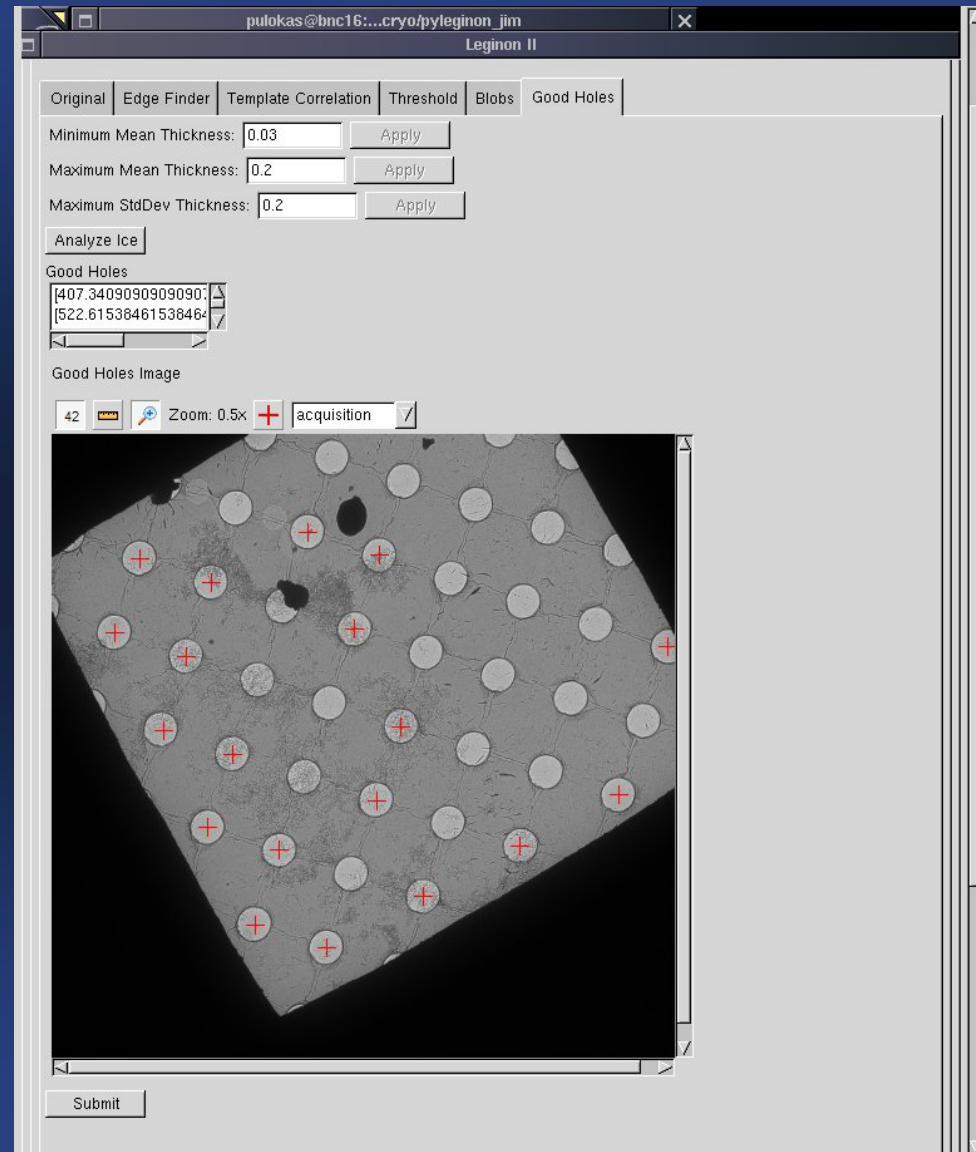 pulokas@bnc16:...cryo/pyleginon_jim
Leginon II
Original Edge Finder Template Correlation Threshold Blobs Good Holes
Minimum Mean Thickness: 0.03 Apply
Maximum Mean Thickness: 0.2 Apply
Maximum StdDev Thickness: 0.2 Apply
Analyze Ice
Good Holes
[407.3409090909090
[522.6153846153846
Good Holes Image
42 Zoom: 0.5x acquisition
Submit